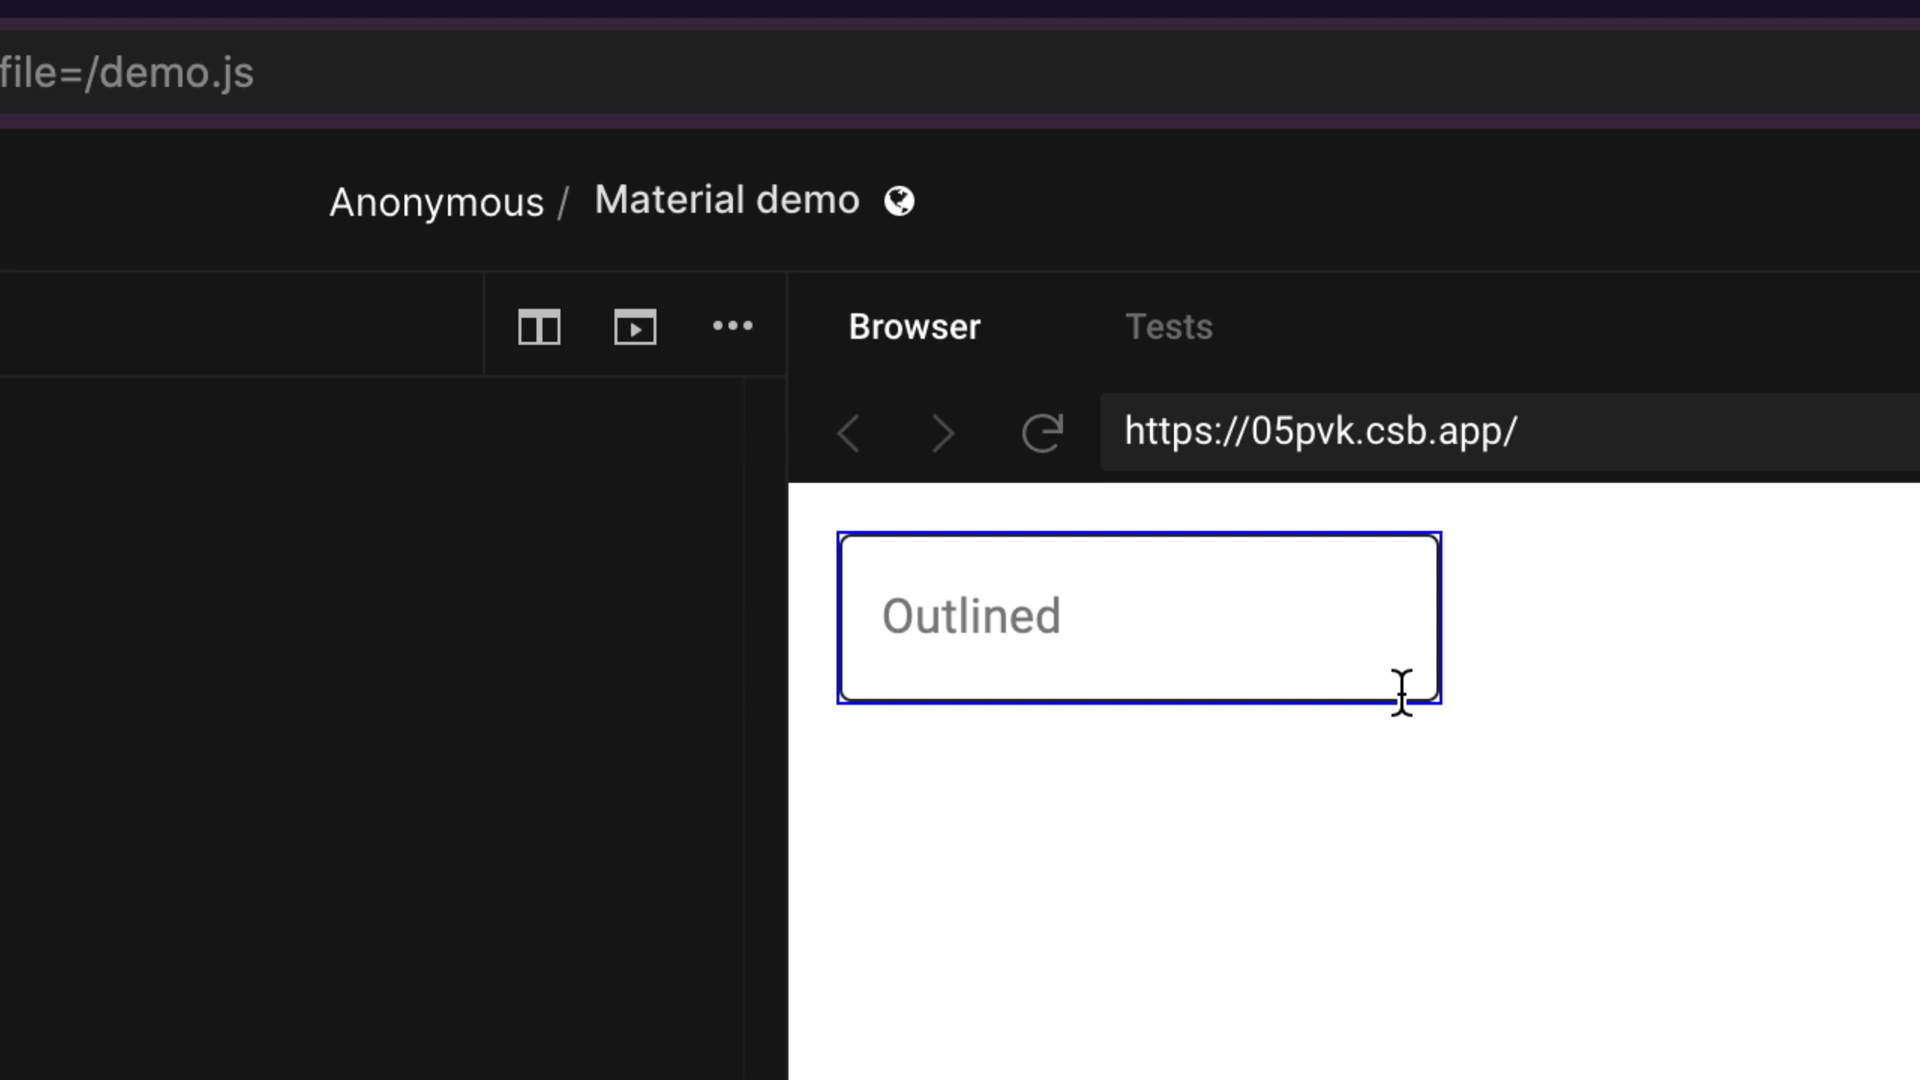 file=/demo.js
Anonymous / Material demo
Browser Tests
https://05pvk.csb.app/
Outlined